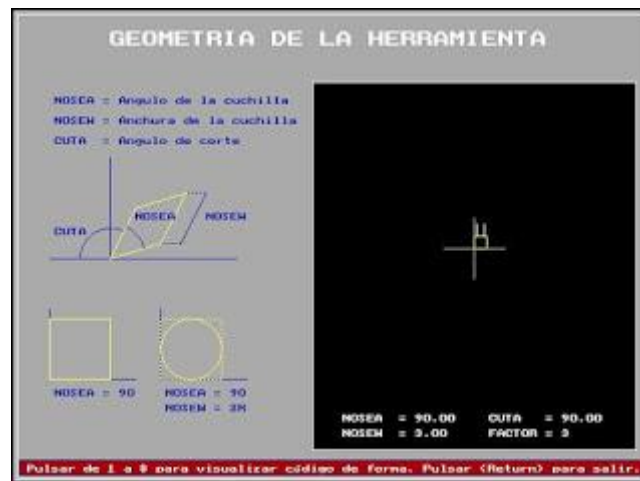 GEOMETRIA DE LA HERRAMIENTA
NOSEA = Angulo de la cuchilla
NOSEW = Anchura de la cuchilla
CUTA = Angulo de corte
NOSEA
NOSEW
CUTA
NOSEA = 90
NOSEA = 90
NOSEW = 2R
NOSEA = 90.00 CUTA = 90.00
NOSEW = 3.00 FACTOR = 3
Pulsar de 1 a para visualizar código de forma. Pulsar (Return) para salir.